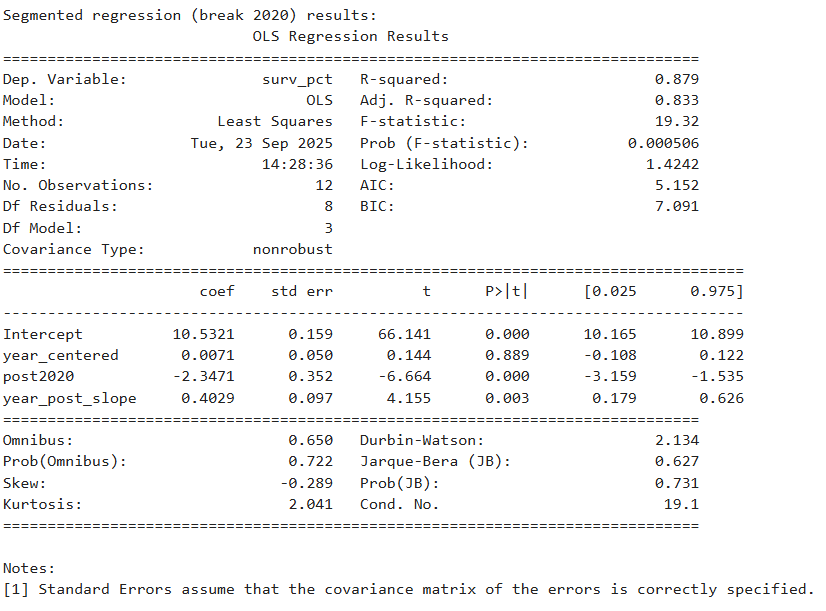 Segmented regression (break 2020) results:
                            OLS Regression Results
==============================================================================
Dep. Variable:               surv_pct   R-squared:                       0.879
Model:                            OLS   Adj. R-squared:                  0.833
Method:                 Least Squares   F-statistic:                     19.32
Date:                Tue, 23 Sep 2025   Prob (F-statistic):           0.000506
Time:                        14:28:36   Log-Likelihood:                 1.4242
No. Observations:                  12   AIC:                             5.152
Df Residuals:                       8   BIC:                             7.091
Df Model:                           3
Covariance Type:            nonrobust
===================================================================================
                      coef    std err          t      P>|t|      [0.025      0.975]
-----------------------------------------------------------------------------------
Intercept          10.5321      0.159     66.141      0.000      10.165      10.899
year_centered       0.0071      0.050      0.144      0.889      -0.108       0.122
post2020           -2.3471      0.352     -6.664      0.000      -3.159      -1.535
year_post_slope     0.4029      0.097      4.155      0.003       0.179       0.626
==============================================================================
Omnibus:                        0.650   Durbin-Watson:                   2.134
Prob(Omnibus):                  0.722   Jarque-Bera (JB):                0.627
Skew:                          -0.289   Prob(JB):                        0.731
Kurtosis:                       2.041   Cond. No.                         19.1
==============================================================================

Notes:
[1] Standard Errors assume that the covariance matrix of the errors is correctly specified.